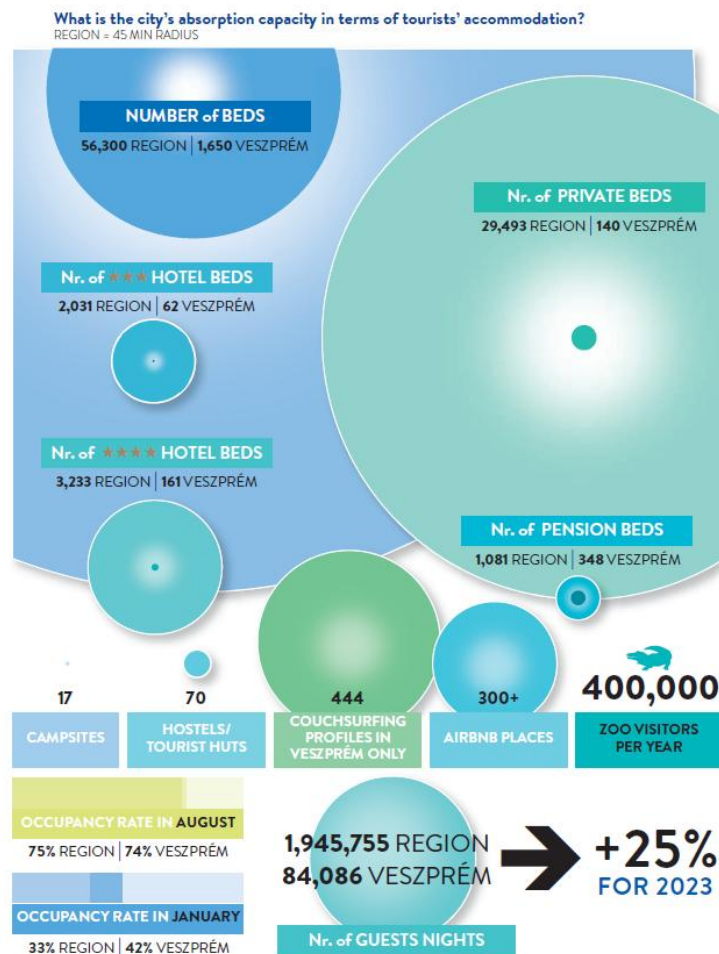 What is the city's absorption capacity in terms of tourists' accommodation?
REGION = 45 MIN RADIUS
NUMBER of BEDS
56,300 REGION | 1,650 VESZPRÉM
Nr. of PRIVATE BEDS
29,493 REGION | 140 VESZPRÉM
Nr. of ★★★ HOTEL BEDS
2,031 REGION | 62 VESZPRÉM
Nr. of ★★★★ HOTEL BEDS
3,233 REGION | 161 VESZPRÉM
Nr. of PENSION BEDS
1,081 REGION | 348 VESZPRÉM
17
CAMPSITES
70
HOSTELS/
TOURIST HUTS
444
COUCHSURFING
PROFILES IN
VESZPRÉM ONLY
300+
AIRBNB PLACES
400,000
ZOO VISITORS
PER YEAR
OCCUPANCY RATE IN AUGUST
75% REGION | 74% VESZPRÉM
OCCUPANCY RATE IN JANUARY
33% REGION | 42% VESZPRÉM
1,945,755 REGION
84,086 VESZPRÉM
Nr. of GUESTS NIGHTS
+25%
FOR 2023